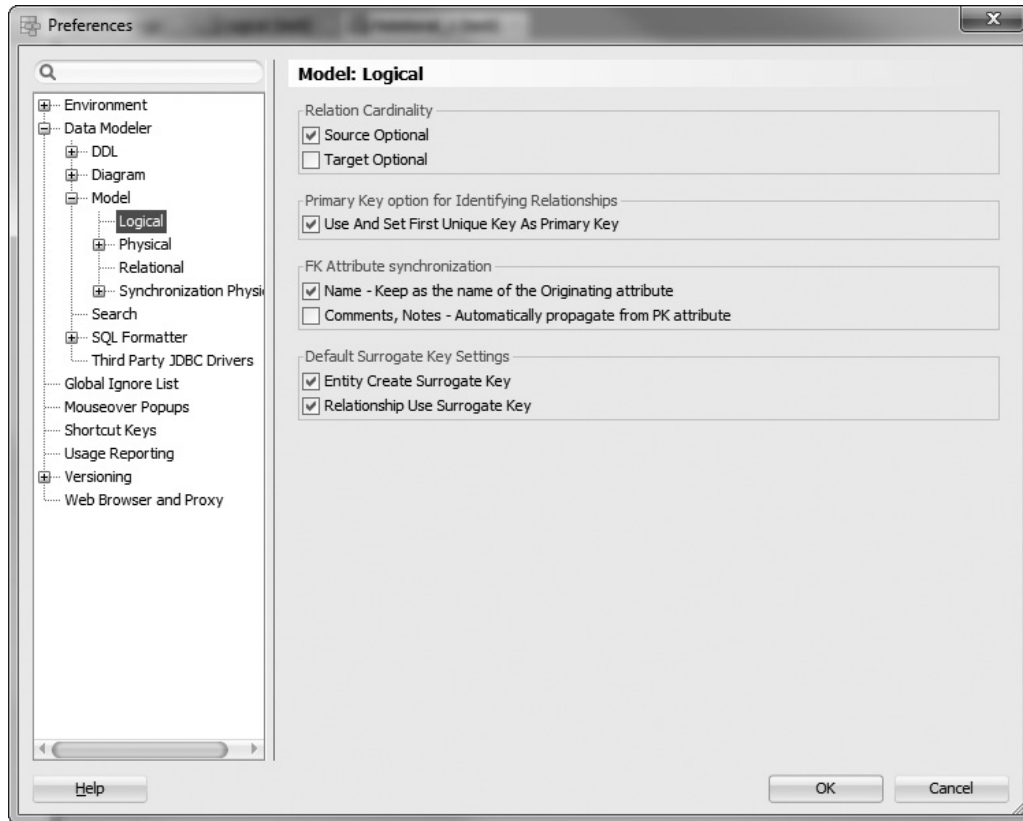 Preferences
Environment
Data Modeler
DDL
Diagram
Model
Logical
Physical
Relational
Synchronization Physi
Search
SQL Formatter
Third Party JDBC Drivers
Global Ignore List
Mouseover Popups
Shortcut Keys
Usage Reporting
Versioning
Web Browser and Proxy
Model: Logical
Relation Cardinality
Source Optional
Target Optional
Primary Key option for Identifying Relationships
Use And Set First Unique Key As Primary Key
FK Attribute synchronization
Name - Keep as the name of the Originating attribute
Comments, Notes - Automatically propagate from PK attribute
Default Surrogate Key Settings
Entity Create Surrogate Key
Relationship Use Surrogate Key
Help
OK
Cancel